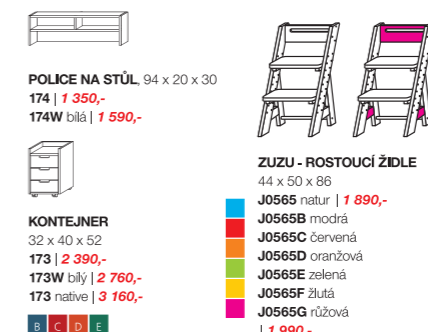 POLICE NA STŮL, 94 x 20 x 30
174 | 1 350,-
174W bílá | 1 590,-
KONTEJNER
32 x 40 x 52
173 | 2 390,-
173W bílý | 2 760,-
173 native | 3 160,-
B C D E
ZUZU - ROSTOUCÍ ŽIDLE
44 x 50 x 86
J0565 natur | 1 890,-
J0565B modrá
J0565C červená
J0565D oranžová
J0565E zelená
J0565F žlutá
J0565G růžová
| 1 990,-